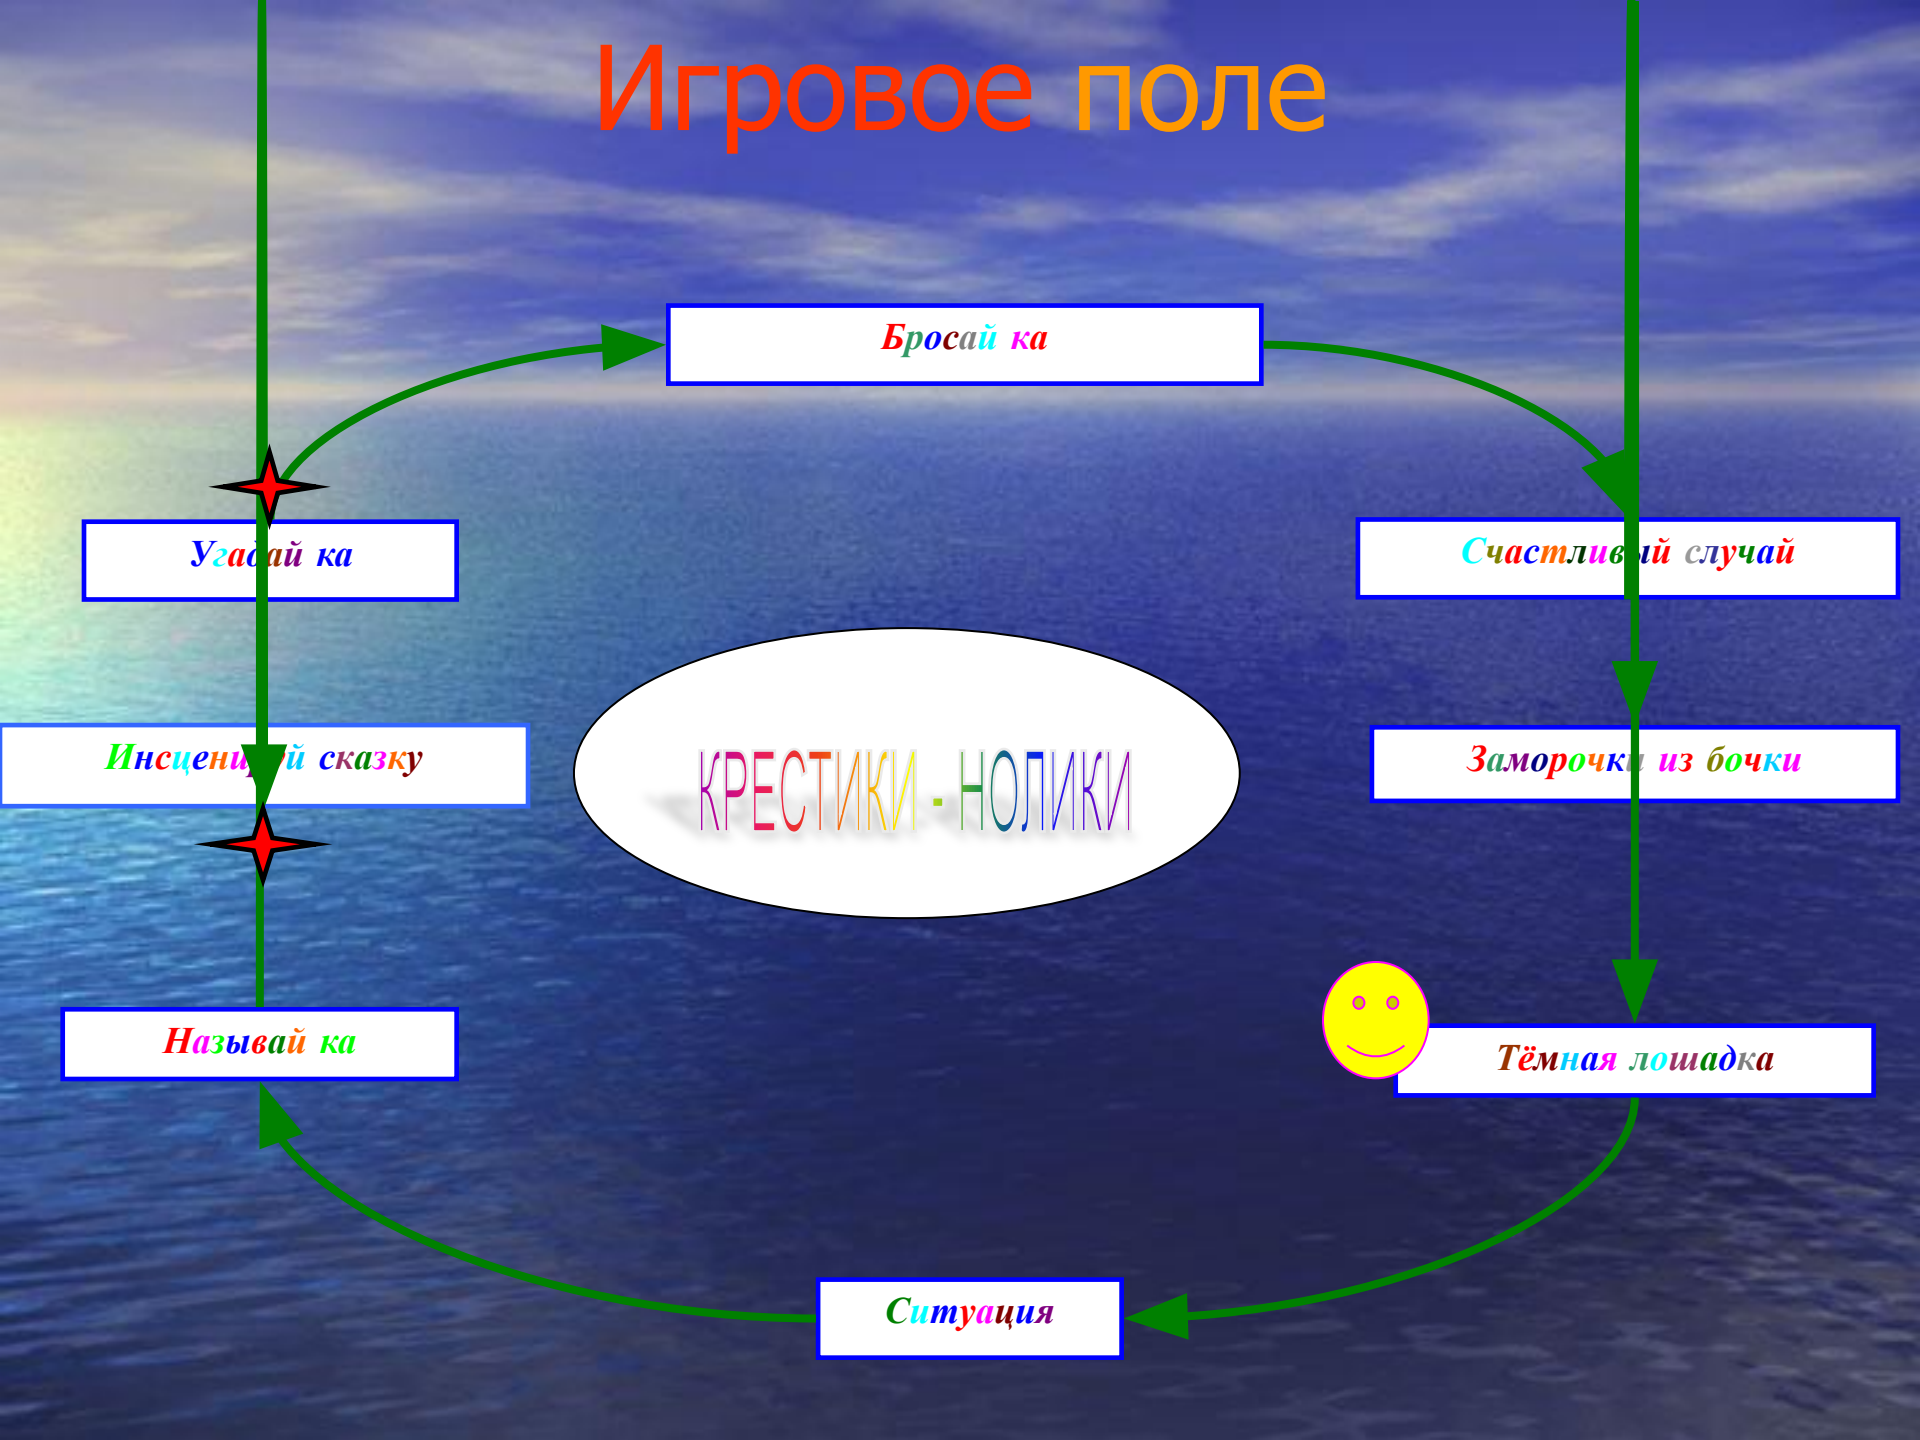 Игровое поле
Бросай ка
Угадай ка
Счастливый случай
Инсценируй сказку
КРЕСТИКИ - НОЛИКИ
Заморочки из бочки
Называй ка
Тёмная лошадка
Ситуация